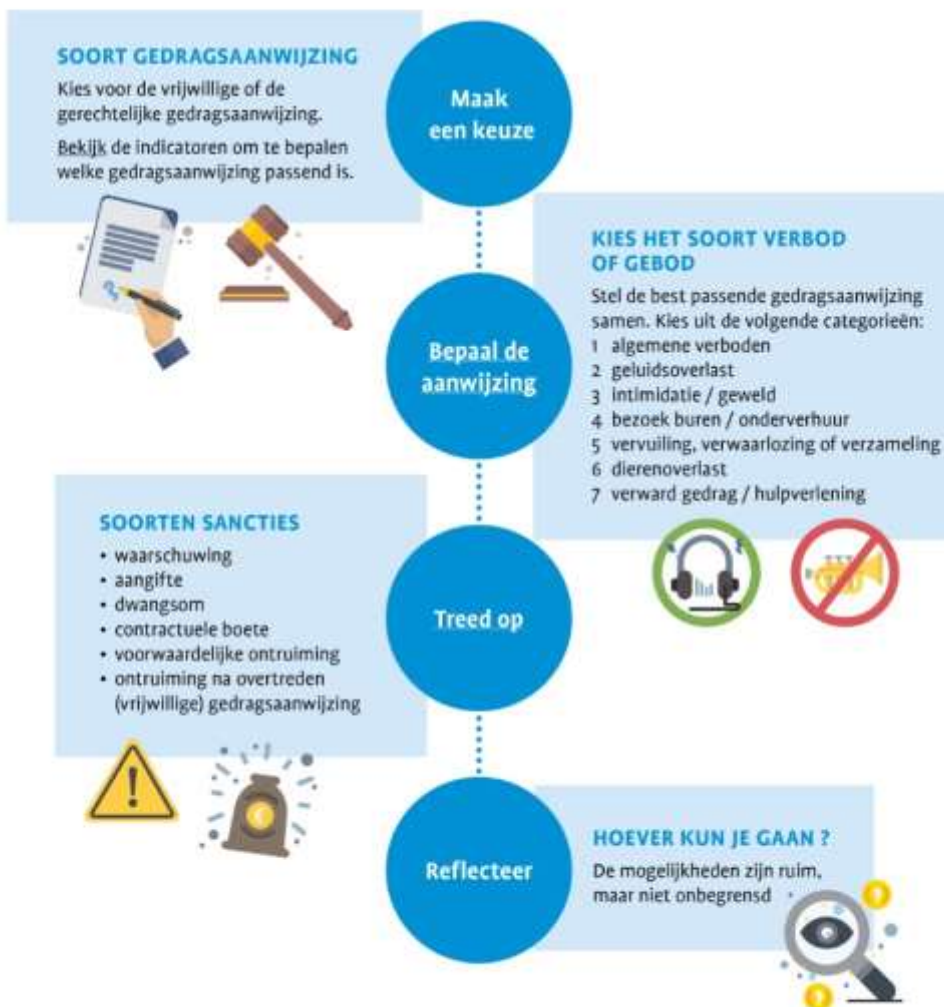 SOORT GEDRAGSAANWIJZING
Kies voor de vrijwillige of de
gerechtelijke gedragsaanwijzing.
Bekijk de indicatoren om te bepalen
welke gedragsaanwijzing passend is.
Maak
een keuze
KIES HET SOORT VERBOD
OF GEBOD
Stel de best passende gedragsaanwijzing
samen. Kies uit de volgende categorieën:
1 algemene verboden
2 geluidsoverlast
3 intimidatie / geweld
4 bezoek buren / onderverhuur
5 vervuiling, verwaarlozing of verzameling
6 dierenoverlast
7 verward gedrag / hulpverlening
Bepaal de
aanwijzing
SOORTEN SANCTIES
• waarschuwing
• aangifte
• dwangsom
• contractuele boete
• voorwaardelijke ontruiming
• ontruiming na overtreden
(vrijwillige) gedragsaanwijzing
Treed op
Reflecteer
HOEVER KUN JE GAAN ?
De mogelijkheden zijn ruim,
maar niet onbegrensd